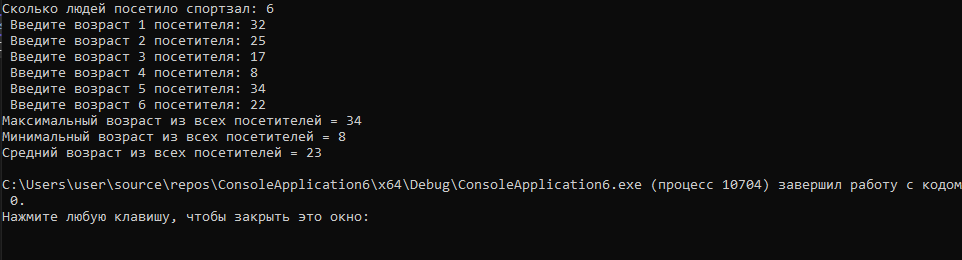 Сколько людей посетило спортзал: 6
Введите возраст 1 посетителя: 32
Введите возраст 2 посетителя: 25
Введите возраст 3 посетителя: 17
Введите возраст 4 посетителя: 8
Введите возраст 5 посетителя: 34
Введите возраст 6 посетителя: 22
Максимальный возраст из всех посетителей = 34
Минимальный возраст из всех посетителей = 8
Средний возраст из всех посетителей = 23
C:\Users\user\source\repos\ConsoleApplication6\x64\Debug\ConsoleApplication6.exe (процесс 10704) завершил работу с кодом
0.
Нажмите любую клавишу, чтобы закрыть это окно: